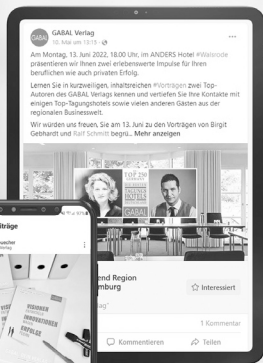 GABAL Verlag
10. Mai um 13:15
Am Montag, 13. Juni 2022, 18.00 Uhr, im ANDERS Hotel #Walsrode
präsentieren wir Ihnen zwei erlebenswerte Impulse für Ihren
beruflichen wie auch privaten Erfolg.
Lernen Sie in kurzweiligen, inhaltsreichen #Vorträgen zwei Top-
Autoren des GABAL Verlags kennen und vertiefen Sie Ihre Kontakte mit
einigen Top-Tagungshotels sowie vielen anderen Gästen aus der
regionalen Businesswelt.
Wir würden uns freuen, Sie am 13. Juni zu den Vorträgen von Birgit
Gebhardt und Ralf Schmitt begrü... Mehr anzeigen
TOP 250
TAGUNGS
HOTELS
GABAL
end Region
mburg
Interessiert
1 Kommentar
Kommentieren
Teilen
iträge
VISIONEN
INNOVATIONEN
ERFOLGE